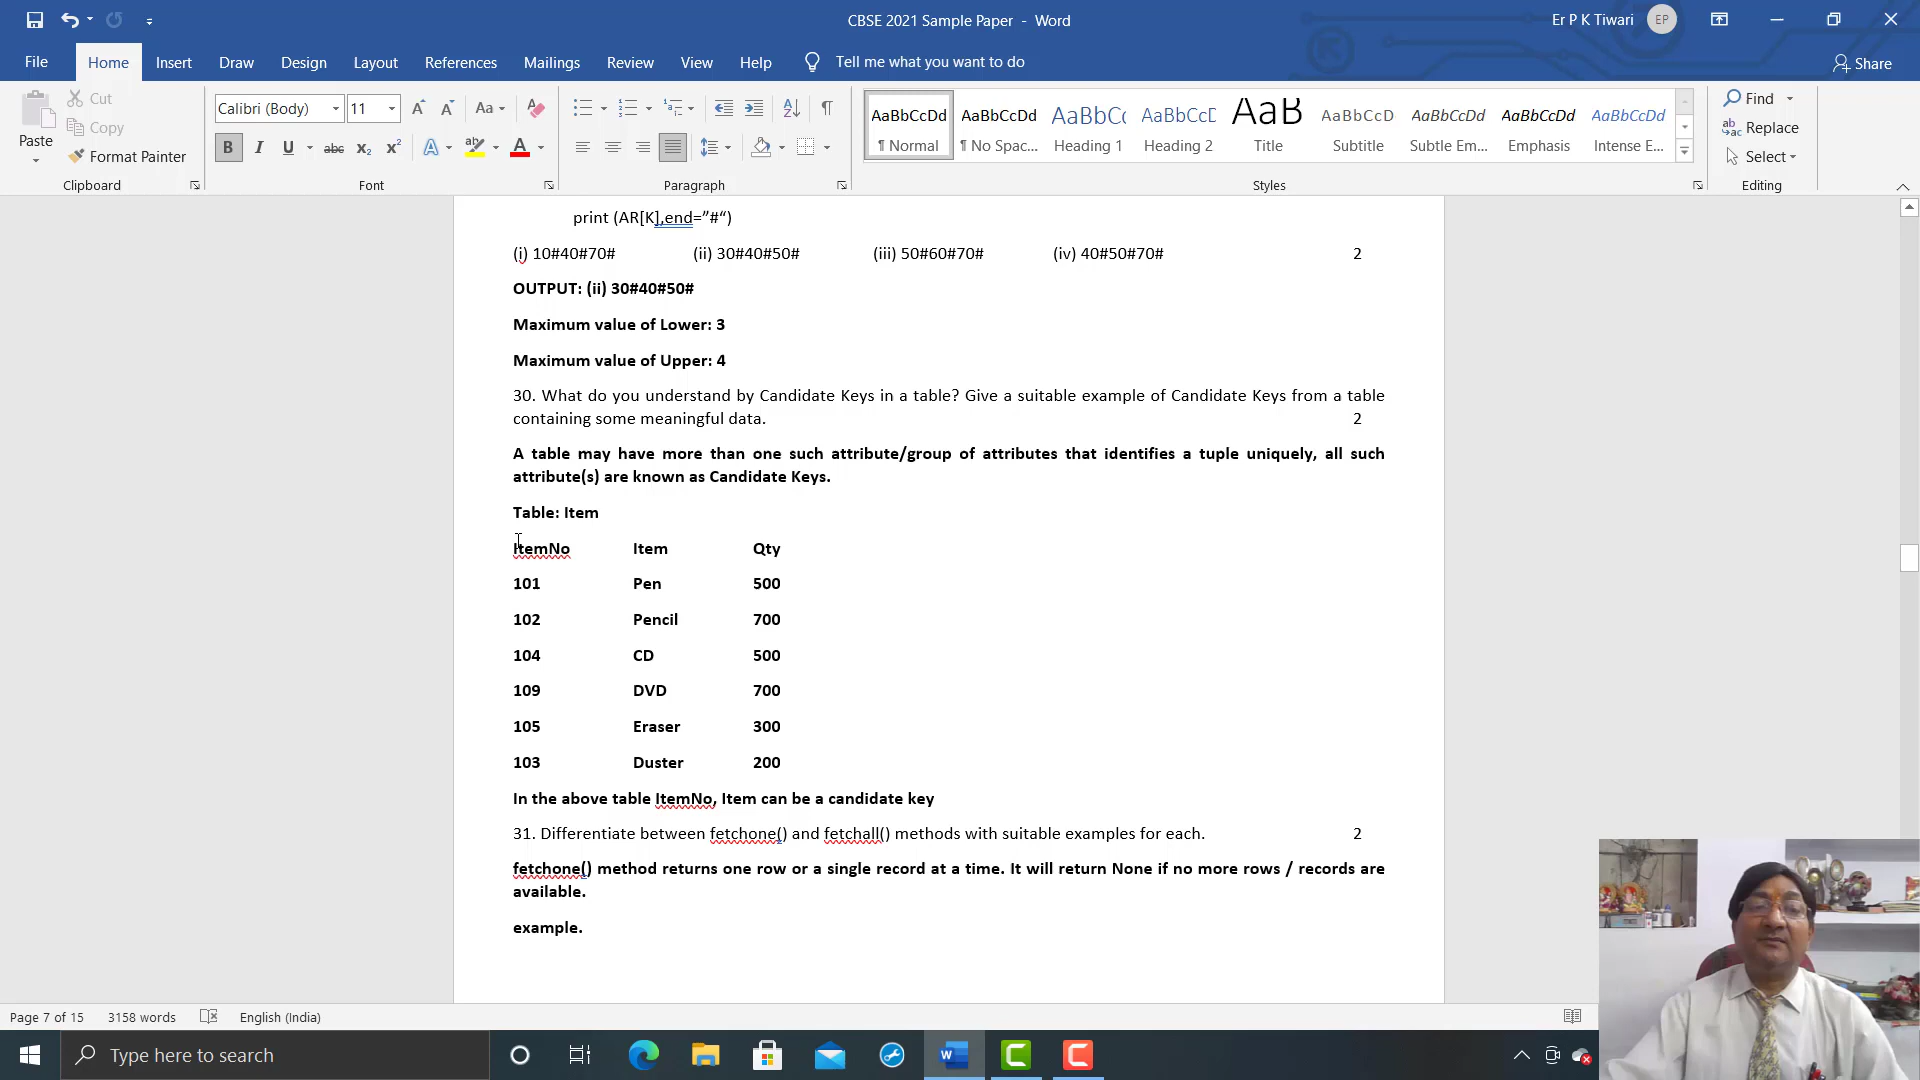 CBSE 2021 Sample Paper - Word
Er P K Tiwari EP
File Home Insert Draw Design Layout References Mailings Review View Help Tell me what you want to do Share
Paste
Cut
Copy
Format Painter
Calibri (Body) 11 Aa
B I U abc x₂ x² A ab A
AaBbCcDd AaBbCcDd AaBbCc AaBbCcD AaB AaBbCcD AaBbCcDd AaBbCcDd AaBbCcDd
¶ Normal ¶ No Spac... Heading 1 Heading 2 Title Subtitle Subtle Em... Emphasis Intense E...
Find
Replace
Select
Clipboard Font Paragraph Styles Editing
print (AR[K],end=”#“)
(i) 10#40#70# (ii) 30#40#50# (iii) 50#60#70# (iv) 40#50#70# 2
OUTPUT: (ii) 30#40#50#
Maximum value of Lower: 3
Maximum value of Upper: 4
30. What do you understand by Candidate Keys in a table? Give a suitable example of Candidate Keys from a table
containing some meaningful data. 2
A table may have more than one such attribute/group of attributes that identifies a tuple uniquely, all such
attribute(s) are known as Candidate Keys.
Table: Item
ItemNo Item Qty
101 Pen 500
102 Pencil 700
104 CD 500
109 DVD 700
105 Eraser 300
103 Duster 200
In the above table ItemNo, Item can be a candidate key
31. Differentiate between fetchone() and fetchall() methods with suitable examples for each. 2
fetchone() method returns one row or a single record at a time. It will return None if no more rows / records are
available.
example.
Page 7 of 15 3158 words English (India)
Type here to search